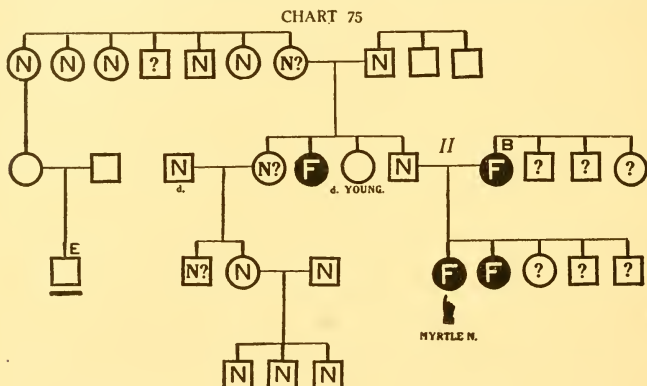 CHART 75
N N N ? N N N? N
N. N? F N II F B ? ? ?
d. d. YOUNG.
E
N? N N F F ? ? ?
MYRTLE N.
N N N